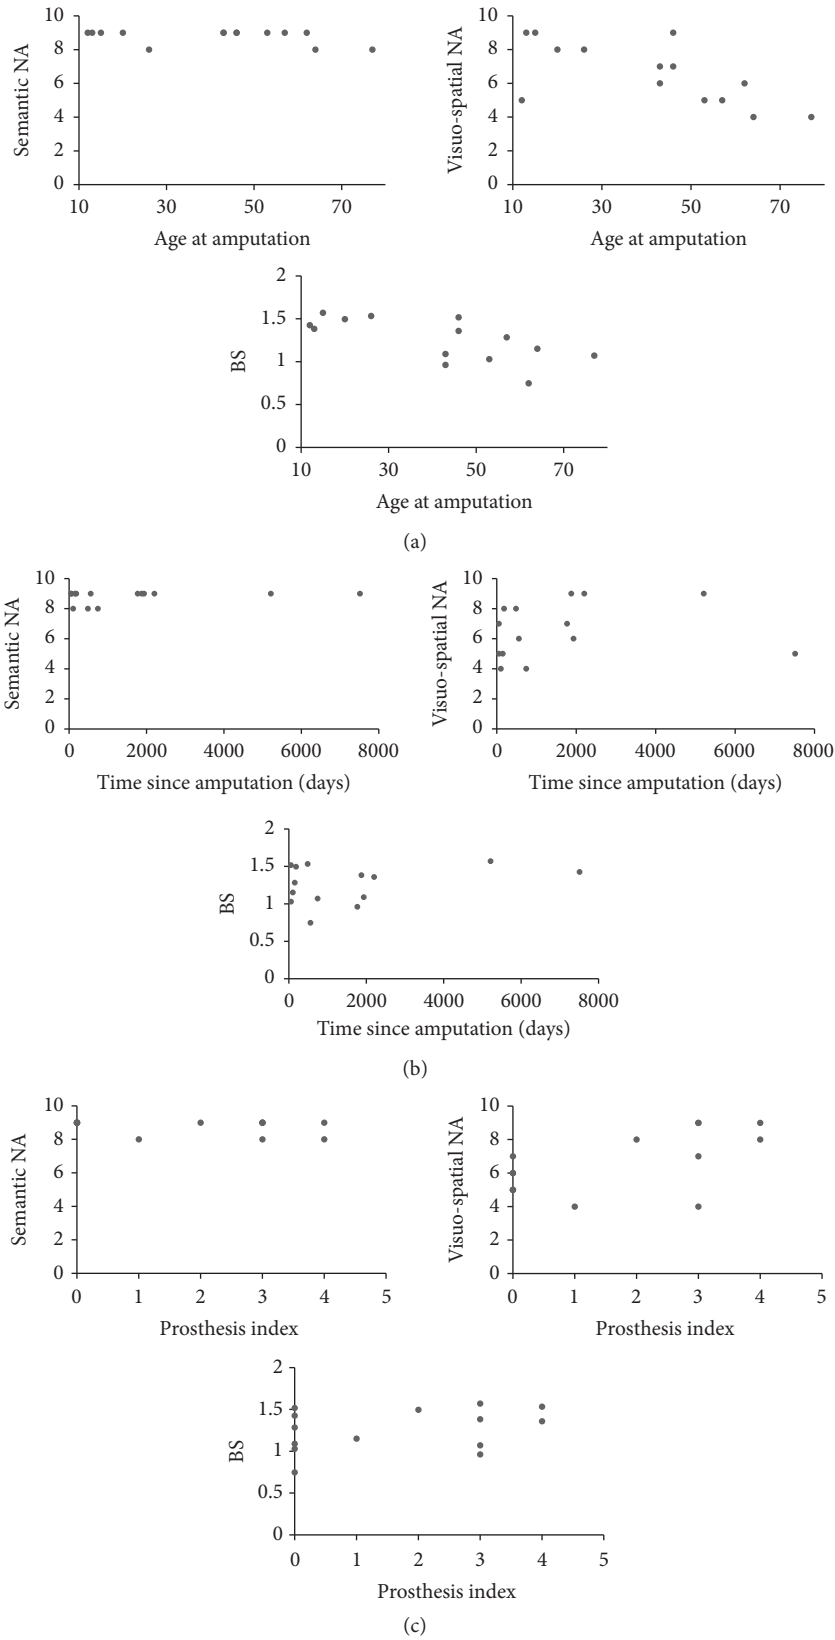 Semantic NA
10
8
6
4
2
0
10 30 50 70
Age at amputation
Visuo-spatial NA
10
8
6
4
2
0
10 30 50 70
Age at amputation
BS
2
1.5
1
0.5
0
10 30 50 70
Age at amputation
(a)
Semantic NA
10
8
6
4
2
0
0 2000 4000 6000 8000
Time since amputation (days)
Visuo-spatial NA
10
8
6
4
2
0
0 2000 4000 6000 8000
Time since amputation (days)
BS
2
1.5
1
0.5
0
0 2000 4000 6000 8000
Time since amputation (days)
(b)
Semantic NA
10
8
6
4
2
0
0 1 2 3 4 5
Prosthesis index
Visuo-spatial NA
10
8
6
4
2
0
0 1 2 3 4 5
Prosthesis index
BS
2
1.5
1
0.5
0
0 1 2 3 4 5
Prosthesis index
(c)